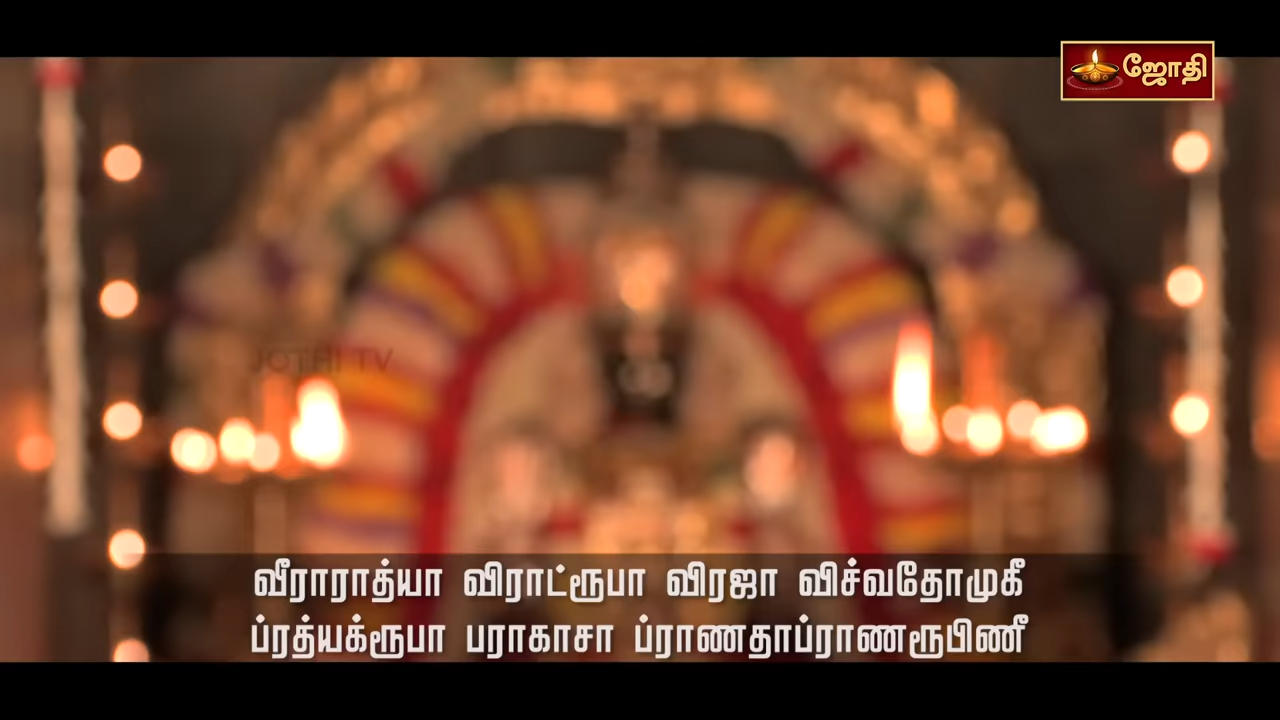 ஜோதி
JOTHI TV
வீராராத்யா விராட்ரூபா விரஜா விச்வதோமுகீ
ப்ரத்யக்ரூபா பராகாசா ப்ராணதாப்ராணரூபிணீ